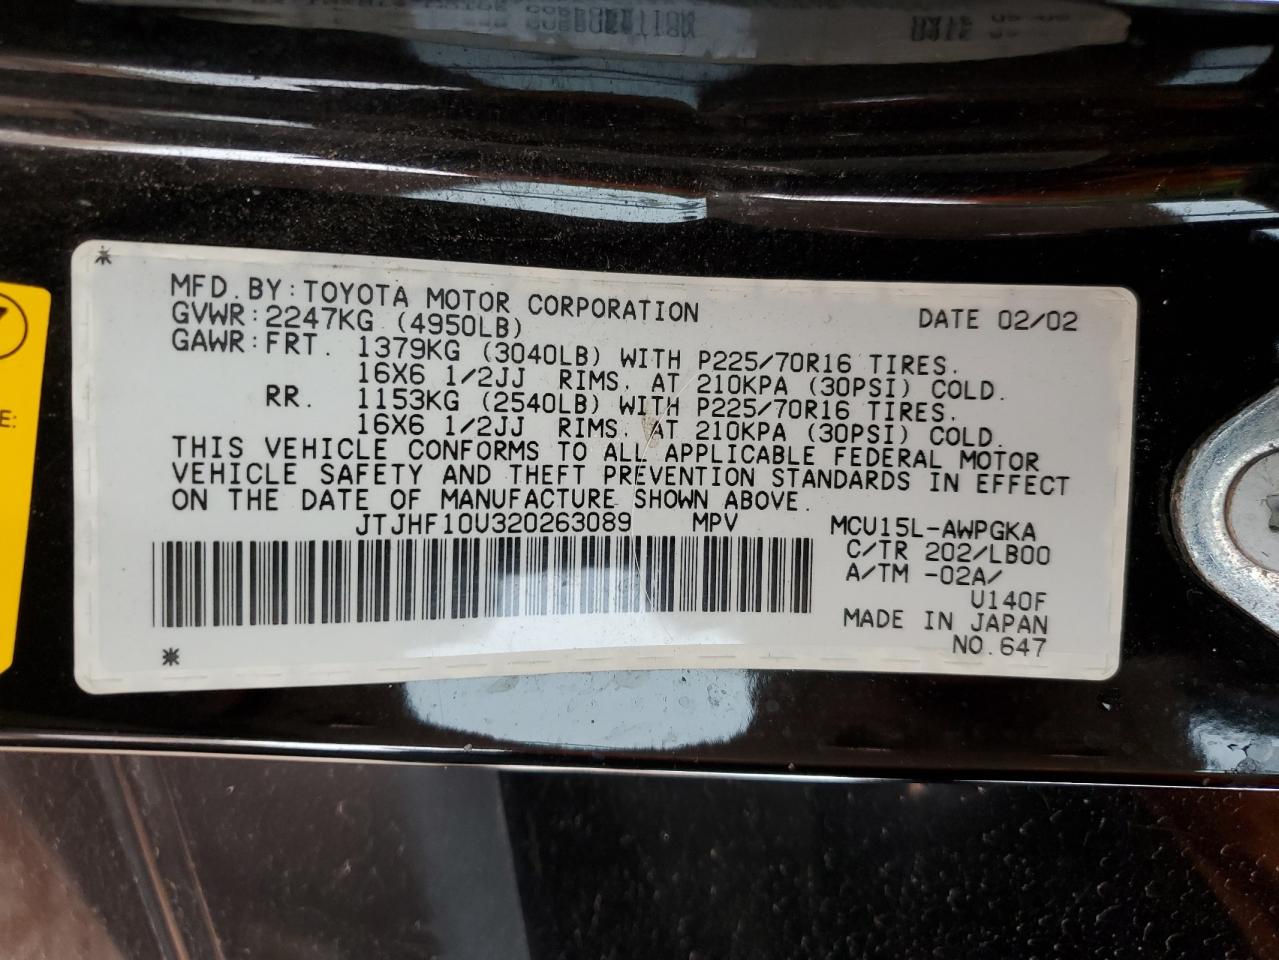 MFD. BY: TOYOTA MOTOR CORPORATION DATE 02/02
GVWR: 2247KG (4950LB)
GAWR: FRT. 1379KG (3040LB) WITH P225/70R16 TIRES.
16X6 1/2JJ RIMS. AT 210KPA (30PSI) COLD.
RR. 1153KG (2540LB) WITH P225/70R16 TIRES.
16X6 1/2JJ RIMS. AT 210KPA (30PSI) COLD.
THIS VEHICLE CONFORMS TO ALL APPLICABLE FEDERAL MOTOR
VEHICLE SAFETY AND THEFT PREVENTION STANDARDS IN EFFECT
ON THE DATE OF MANUFACTURE SHOWN ABOVE.
JTJHF10U320263089 MPV MCU15L-AWPGKA
C/TR 202/LB00
A/TM -02A/
U140F
MADE IN JAPAN
NO.647
E: